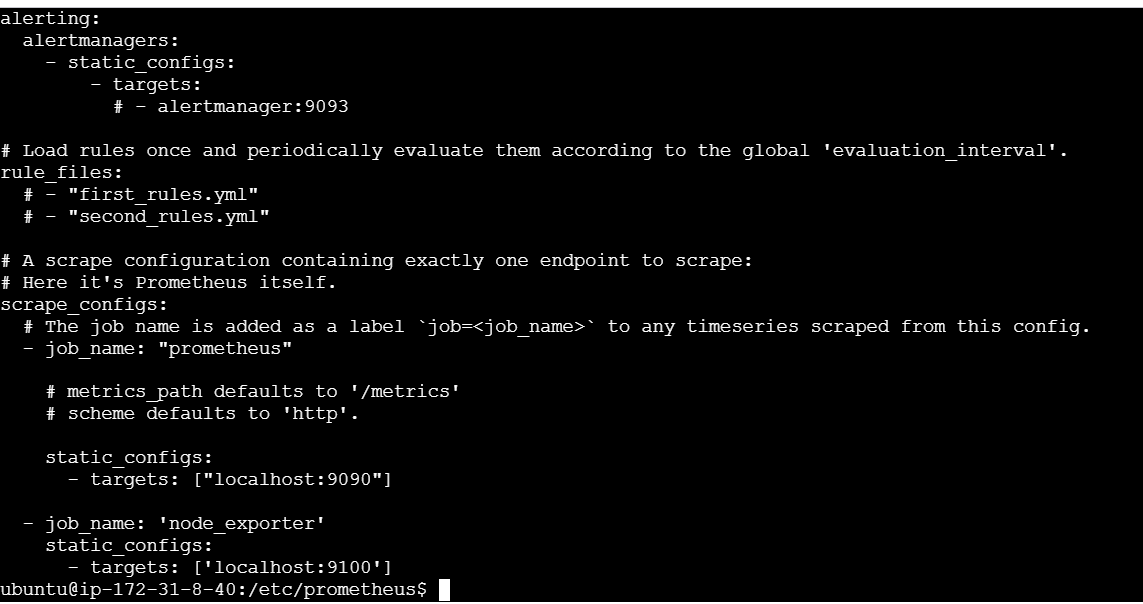 alerting:
  alertmanagers:
    - static_configs:
        - targets:
          # - alertmanager:9093

# Load rules once and periodically evaluate them according to the global 'evaluation_interval'.
rule_files:
  # - "first_rules.yml"
  # - "second_rules.yml"

# A scrape configuration containing exactly one endpoint to scrape:
# Here it's Prometheus itself.
scrape_configs:
  # The job name is added as a label `job=<job_name>` to any timeseries scraped from this config.
  - job_name: "prometheus"

    # metrics_path defaults to '/metrics'
    # scheme defaults to 'http'.

    static_configs:
      - targets: ["localhost:9090"]

  - job_name: 'node_exporter'
    static_configs:
      - targets: ['localhost:9100']
ubuntu@ip-172-31-8-40:/etc/prometheus$